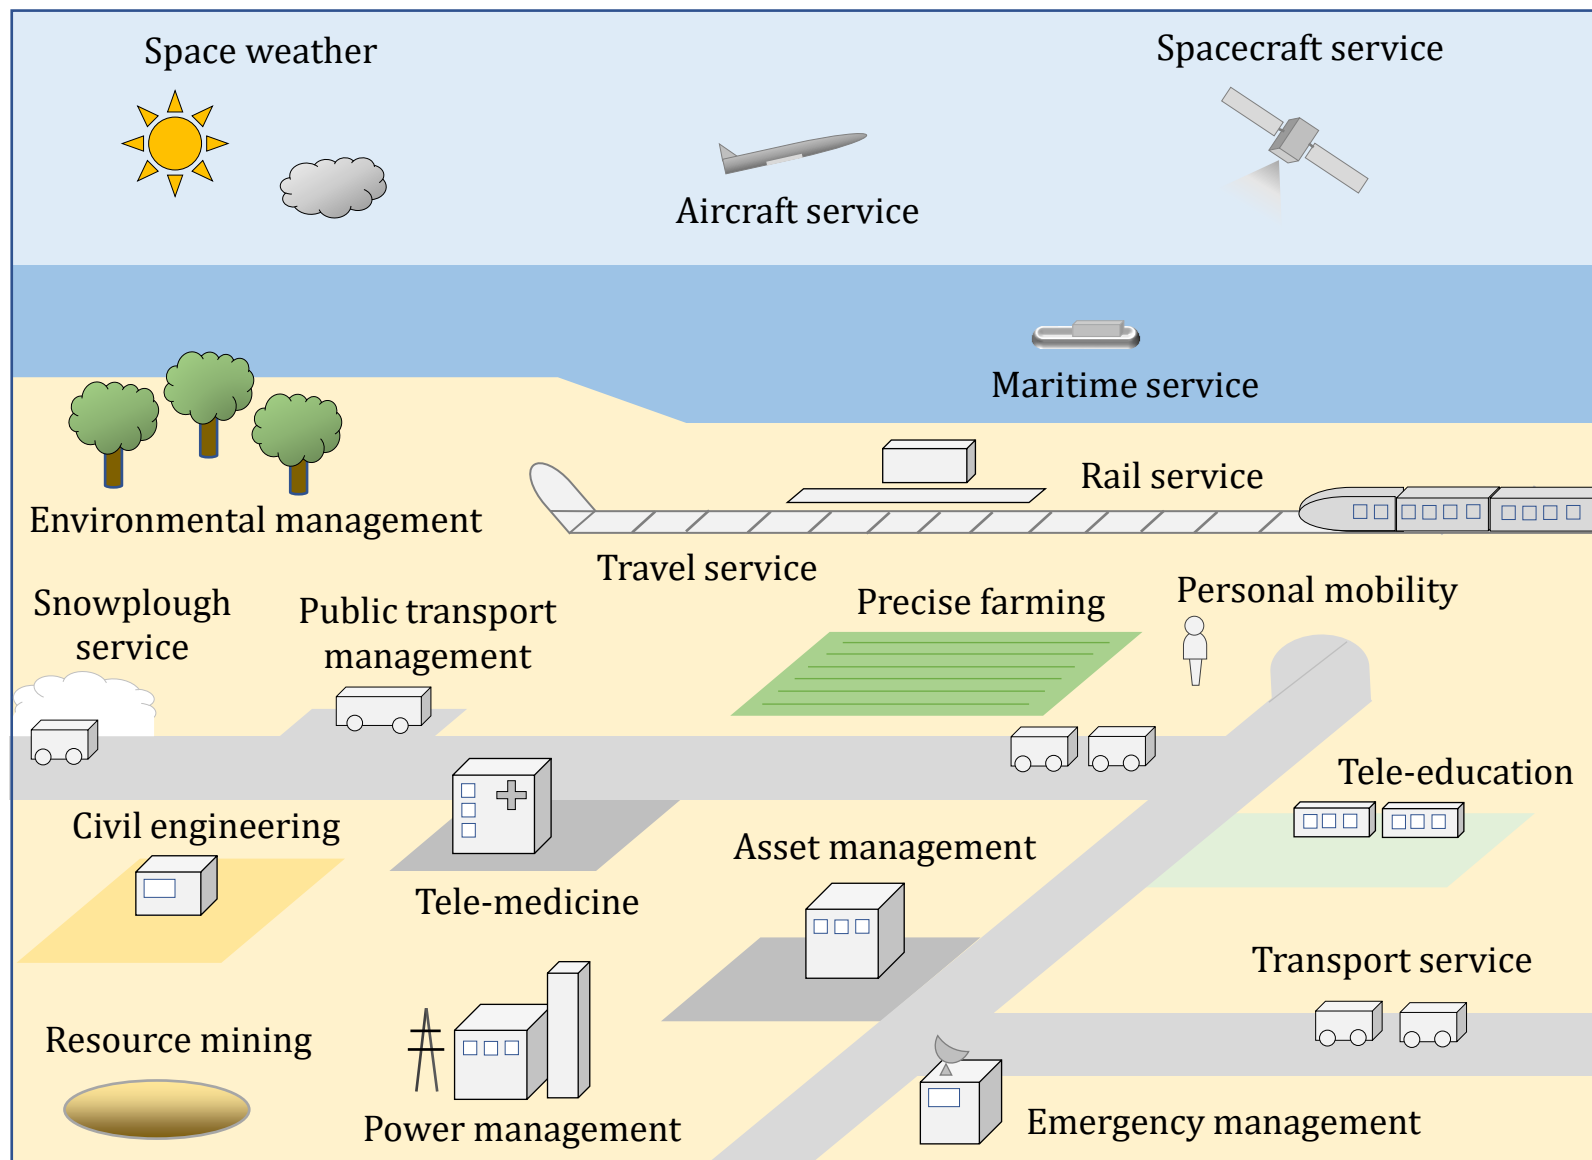 Space weather
Spacecraft service
Aircraft service
Maritime service
Rail service
Environmental management
Travel service
Snowplough
service
Public transport
management
Precise farming
Personal mobility
Tele-education
Civil engineering
Asset management
Tele-medicine
Transport service
Resource mining
Power management
Emergency management